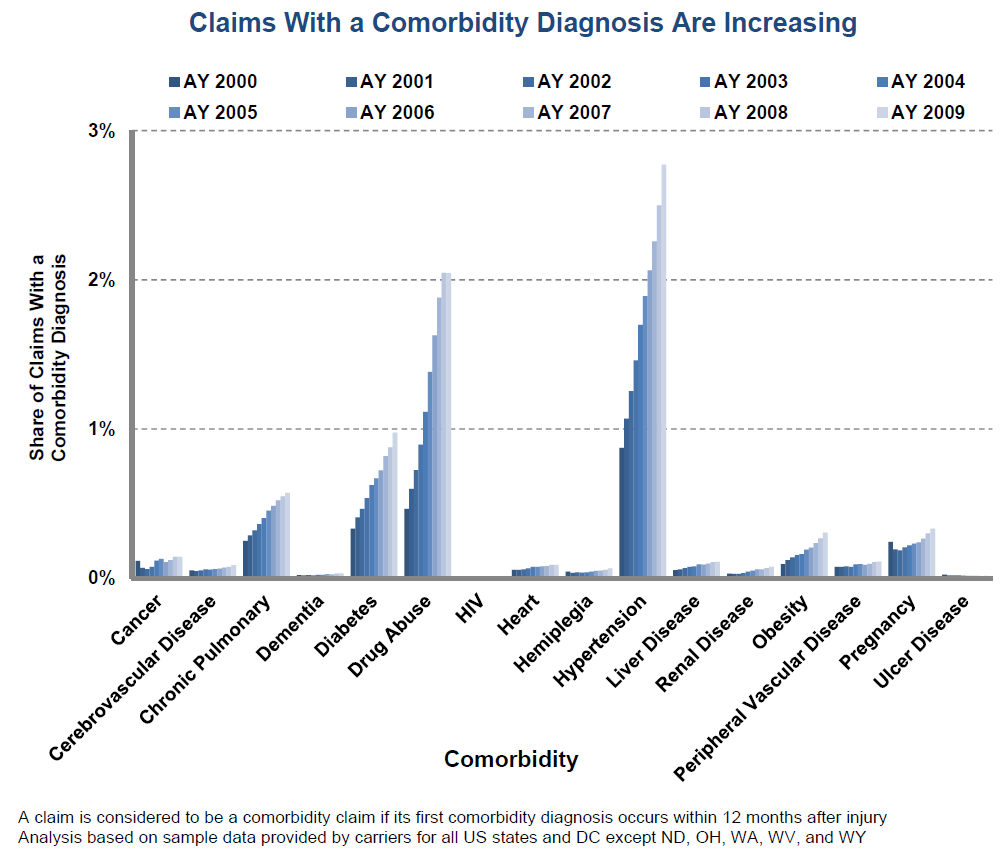 Claims With a Comorbidity Diagnosis Are Increasing
AY 2000 AY 2001 AY 2002 AY 2003 AY 2004
AY 2005 AY 2006 AY 2007 AY 2008 AY 2009
3%
2%
1%
0%
Share of Claims With a
Comorbidity Diagnosis
Cancer
Cerebrovascular Disease
Chronic Pulmonary
Dementia
Diabetes
Drug Abuse
HIV
Heart
Hemiplegia
Hypertension
Liver Disease
Renal Disease
Obesity
Peripheral Vascular Disease
Pregnancy
Ulcer Disease
Comorbidity
A claim is considered to be a comorbidity claim if its first comorbidity diagnosis occurs within 12 months after injury
Analysis based on sample data provided by carriers for all US states and DC except ND, OH, WA, WV, and WY